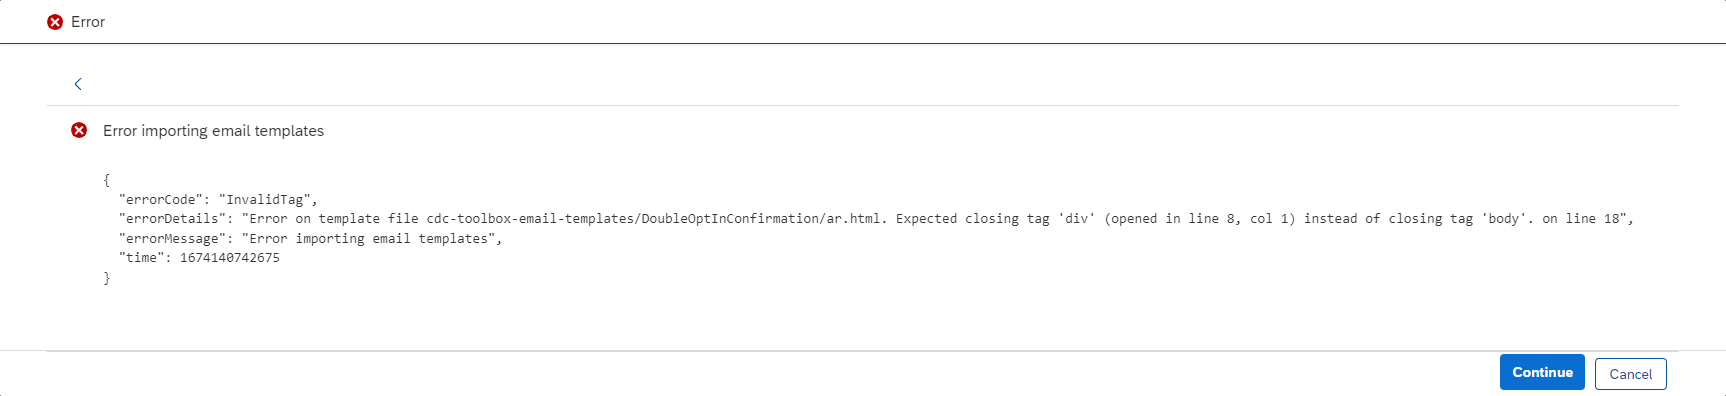 Error
Error importing email templates
{
"errorCode": "InvalidTag",
"errorDetails": "Error on template file cdc-toolbox-email-templates/DoubleOptInConfirmation/ar.html. Expected closing tag 'div' (opened in line 8, col 1) instead of closing tag 'body'. on line 18",
"errorMessage": "Error importing email templates",
"time": 1674140742675
}
Continue
Cancel